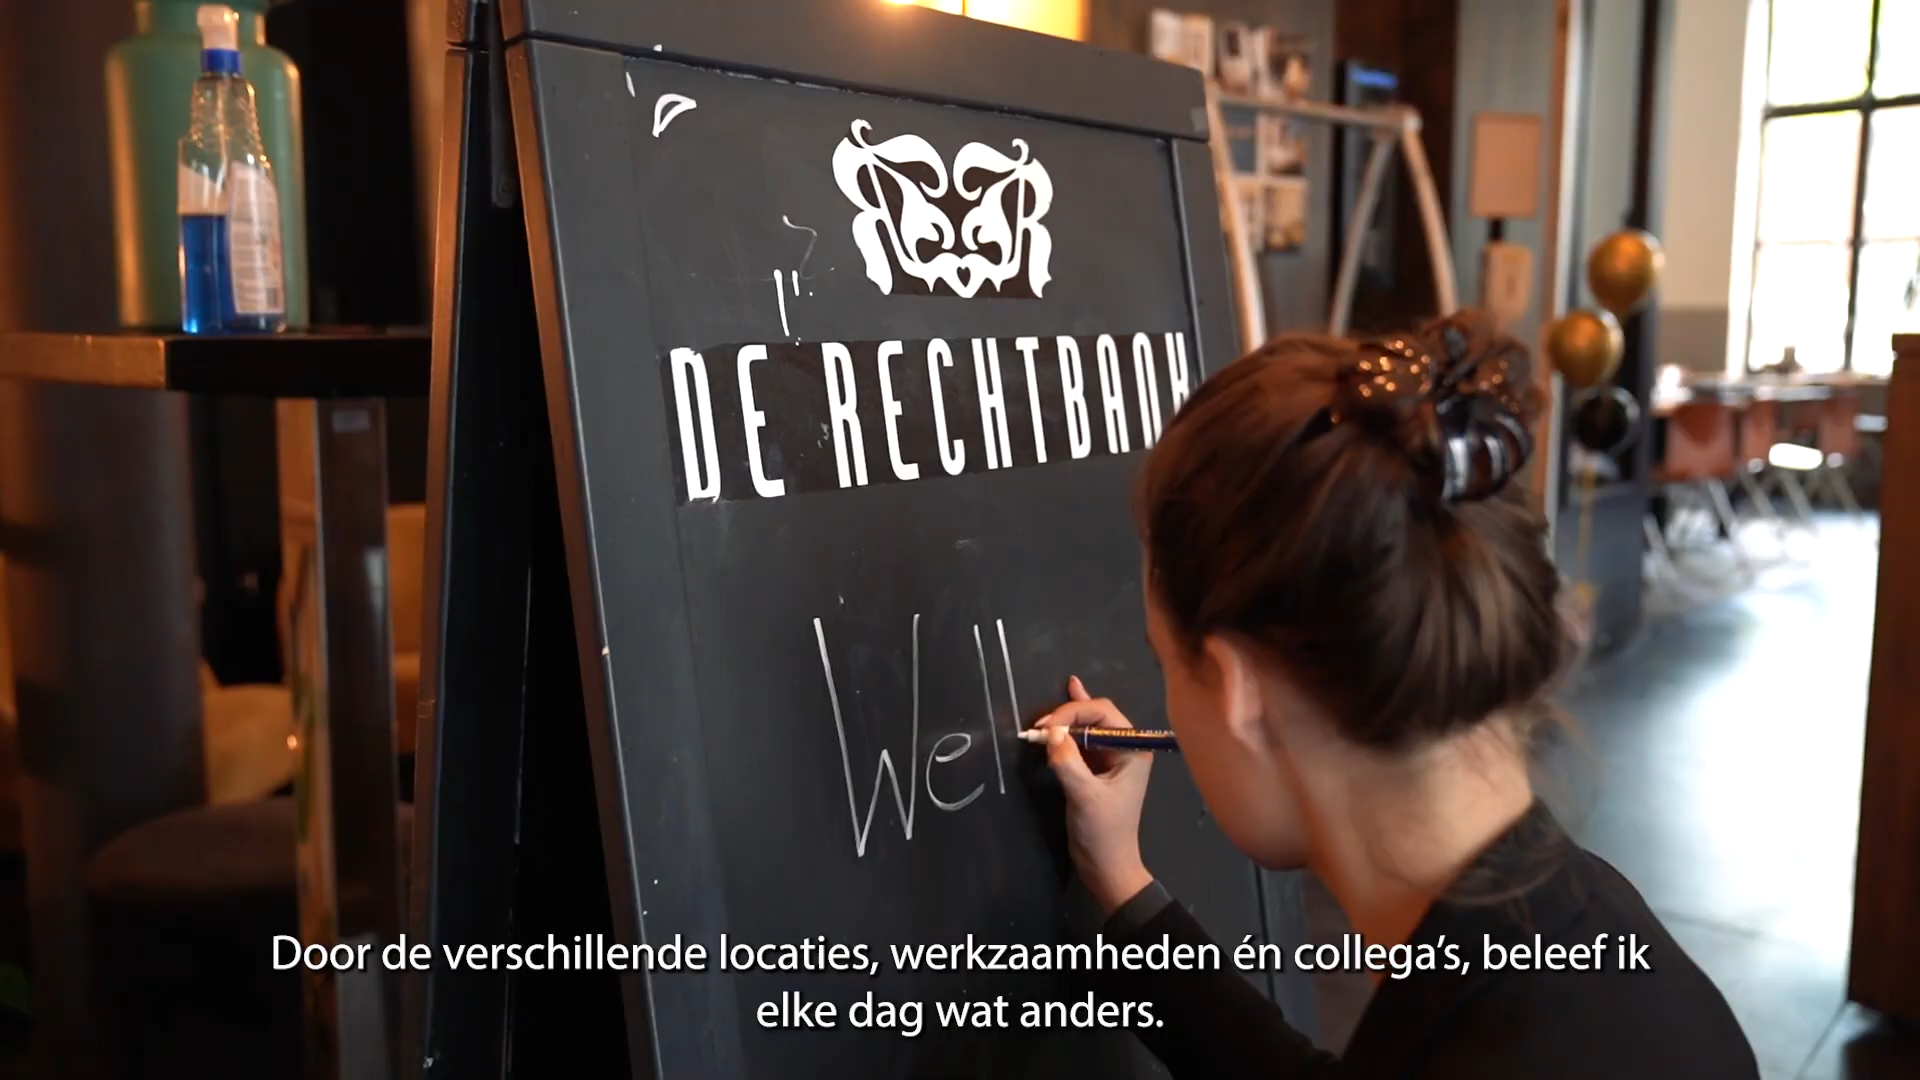 DE RECHTBANK
Well
Door de verschillende locaties, werkzaamheden én collega's, beleef ik
elke dag wat anders.